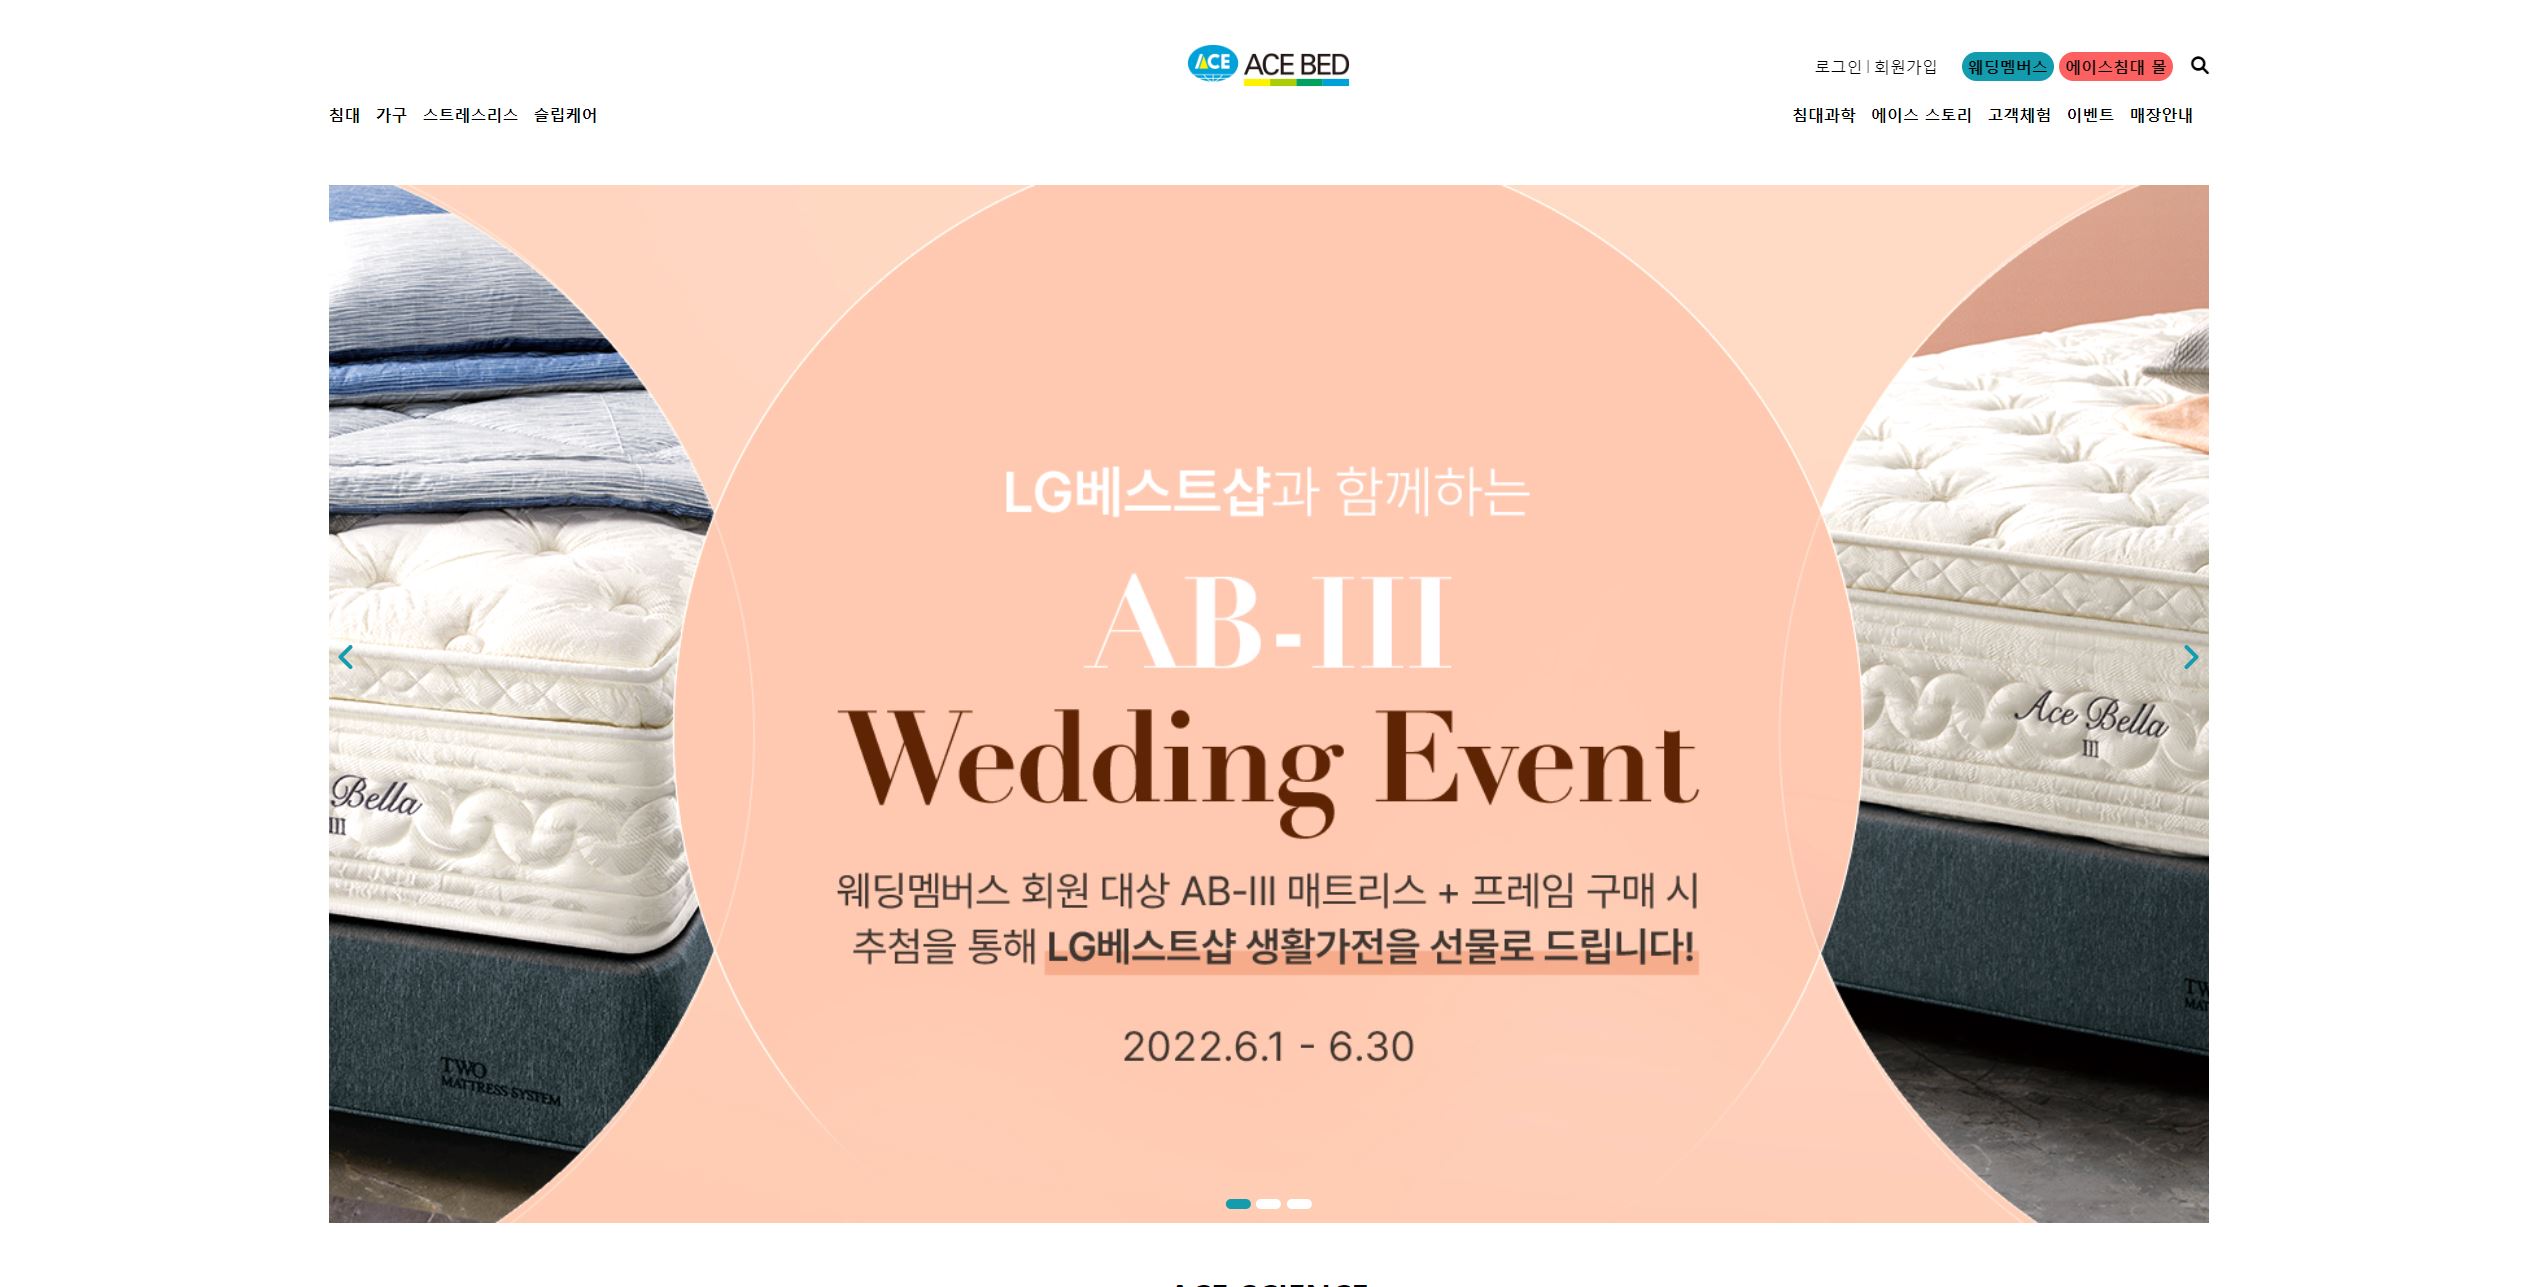 ACE ACE BED
로그인 | 회원가입 웨딩멤버스 에이스침대 몰
침대 가구 스트레스리스 슬립케어 침대과학 에이스 스토리 고객체험 이벤트 매장안내
LG베스트샵과 함께하는
AB-III
Wedding Event
웨딩멤버스 회원 대상 AB-III 매트리스 + 프레임 구매 시
추첨을 통해 LG베스트샵 생활가전을 선물로 드립니다!
2022.6.1 - 6.30
Bella
III
TWO
MATTRESS SYSTEM
Ace Bella
III
ACE SCIENCE